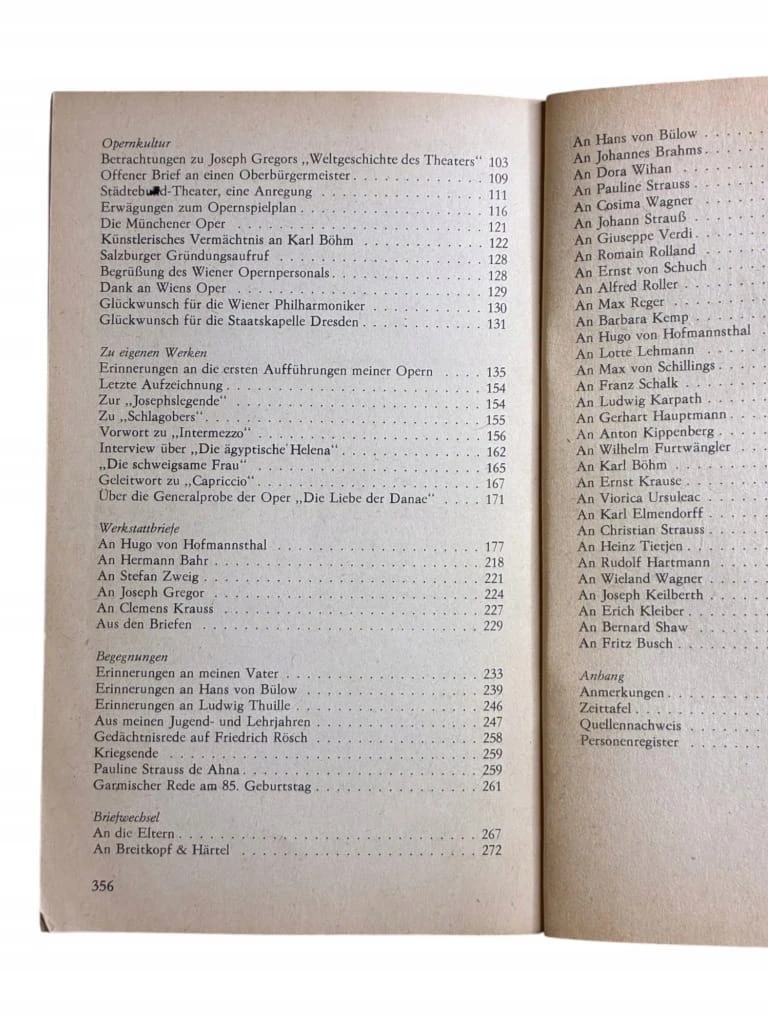 Opernkultur
Betrachtungen zu Joseph Gregors „Weltgeschichte des Theaters" 103
Offener Brief an einen Oberbürgermeister . . . . . . . . . . . . . . . 109
Städtebund-Theater, eine Anregung . . . . . . . . . . . . . . . . . 111
Erwägungen zum Opernspielplan . . . . . . . . . . . . . . . . . . . 116
Die Münchener Oper . . . . . . . . . . . . . . . . . . . . . . . . . 121
Künstlerisches Vermächtnis an Karl Böhm . . . . . . . . . . . . . 122
Salzburger Gründungsaufruf . . . . . . . . . . . . . . . . . . . . . 128
Begrüßung des Wiener Opernpersonals . . . . . . . . . . . . . . . . 128
Dank an Wiens Oper . . . . . . . . . . . . . . . . . . . . . . . . . 129
Glückwunsch für die Wiener Philharmoniker . . . . . . . . . . . . 130
Glückwunsch für die Staatskapelle Dresden . . . . . . . . . . . . . 131
Zu eigenen Werken
Erinnerungen an die ersten Aufführungen meiner Opern . . . . 135
Letzte Aufzeichnung . . . . . . . . . . . . . . . . . . . . . . . . . 154
Zur „Josephslegende" . . . . . . . . . . . . . . . . . . . . . . . . 154
Zu „Schlagobers" . . . . . . . . . . . . . . . . . . . . . . . . . . 155
Vorwort zu „Intermezzo" . . . . . . . . . . . . . . . . . . . . . . 156
Interview über „Die ägyptische Helena" . . . . . . . . . . . . . . 162
„Die schweigsame Frau" . . . . . . . . . . . . . . . . . . . . . . . 165
Geleitwort zu „Capriccio" . . . . . . . . . . . . . . . . . . . . . 167
Über die Generalprobe der Oper „Die Liebe der Danae" . . . . 171
Werkstattbriefe
An Hugo von Hofmannsthal . . . . . . . . . . . . . . . . . . . . . 177
An Hermann Bahr . . . . . . . . . . . . . . . . . . . . . . . . . . 218
An Stefan Zweig . . . . . . . . . . . . . . . . . . . . . . . . . . 221
An Joseph Gregor . . . . . . . . . . . . . . . . . . . . . . . . . . 224
An Clemens Krauss . . . . . . . . . . . . . . . . . . . . . . . . . 227
Aus den Briefen . . . . . . . . . . . . . . . . . . . . . . . . . . 229
Begegnungen
Erinnerungen an meinen Vater . . . . . . . . . . . . . . . . . . . 233
Erinnerungen an Hans von Bülow . . . . . . . . . . . . . . . . . . 239
Erinnerungen an Ludwig Thuille . . . . . . . . . . . . . . . . . . 246
Aus meinen Jugend- und Lehrjahren . . . . . . . . . . . . . . . . 247
Gedächtnisrede auf Friedrich Rösch . . . . . . . . . . . . . . . . 258
Kriegsende . . . . . . . . . . . . . . . . . . . . . . . . . . . . 259
Pauline Strauss de Ahna . . . . . . . . . . . . . . . . . . . . . . 259
Garmischer Rede am 85. Geburtstag . . . . . . . . . . . . . . . . 261
Briefwechsel
An die Eltern . . . . . . . . . . . . . . . . . . . . . . . . . . . 267
An Breitkopf & Härtel . . . . . . . . . . . . . . . . . . . . . . . 272
356
An Hans von Bülow . . . . .
An Johannes Brahms . . . . .
An Dora Wihan . . . . .
An Pauline Strauss . . . . .
An Cosima Wagner . . . . .
An Johann Strauß . . . . .
An Giuseppe Verdi . . . . .
An Romain Rolland . . . . .
An Ernst von Schuch . . . . .
An Alfred Roller . . . . .
An Max Reger . . . . .
An Barbara Kemp . . . . .
An Hugo von Hofmannsthal . .
An Lotte Lehmann . . . . .
An Max von Schillings . . . . .
An Franz Schalk . . . . .
An Ludwig Karpath . . . . .
An Gerhart Hauptmann . . . .
An Anton Kippenberg . . . . .
An Wilhelm Furtwängler . . . .
An Karl Böhm . . . . .
An Ernst Krause . . . . .
An Viorica Ursuleac . . . . .
An Karl Elmendorff . . . . .
An Christian Strauss . . . . .
An Heinz Tietjen . . . . .
An Rudolf Hartmann . . . . .
An Wieland Wagner . . . . .
An Joseph Keilberth . . . . .
An Erich Kleiber . . . . .
An Bernard Shaw . . . . .
An Fritz Busch . . . . .
Anhang
Anmerkungen . . . . .
Zeittafel . . . . .
Quellennachweis . . . . .
Personenregister . . . . .